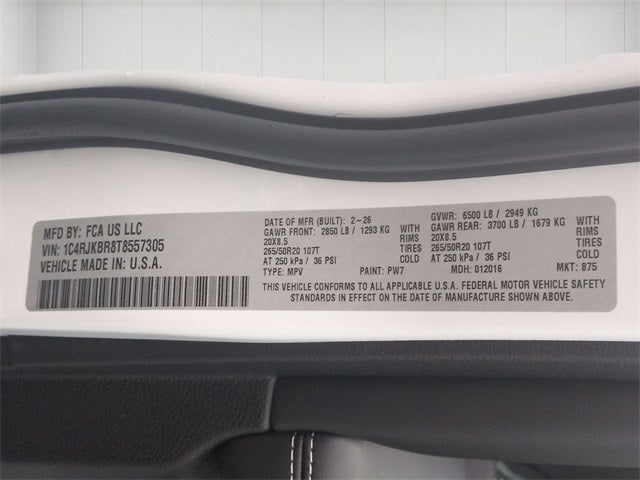 MFD BY: FCA US LLC
VIN: 1C4RJKBR8T8557305
VEHICLE MADE IN: U.S.A.
DATE OF MFR (BUILT): 2-26
GAWR FRONT: 2850 LB / 1293 KG WITH
20X8.5 RIMS
265/50R20 107T TIRES
AT 250 kPa / 36 PSI COLD
TYPE: MPV PAINT: PW7
GVWR: 6500 LB / 2949 KG
GAWR REAR: 3700 LB / 1679 KG WITH
20X8.5 RIMS
265/50R20 107T TIRES
AT 250 kPa / 36 PSI COLD
MDH: 012016 MKT: 875
THIS VEHICLE CONFORMS TO ALL APPLICABLE U.S.A. FEDERAL MOTOR VEHICLE SAFETY
STANDARDS IN EFFECT ON THE DATE OF MANUFACTURE SHOWN ABOVE.